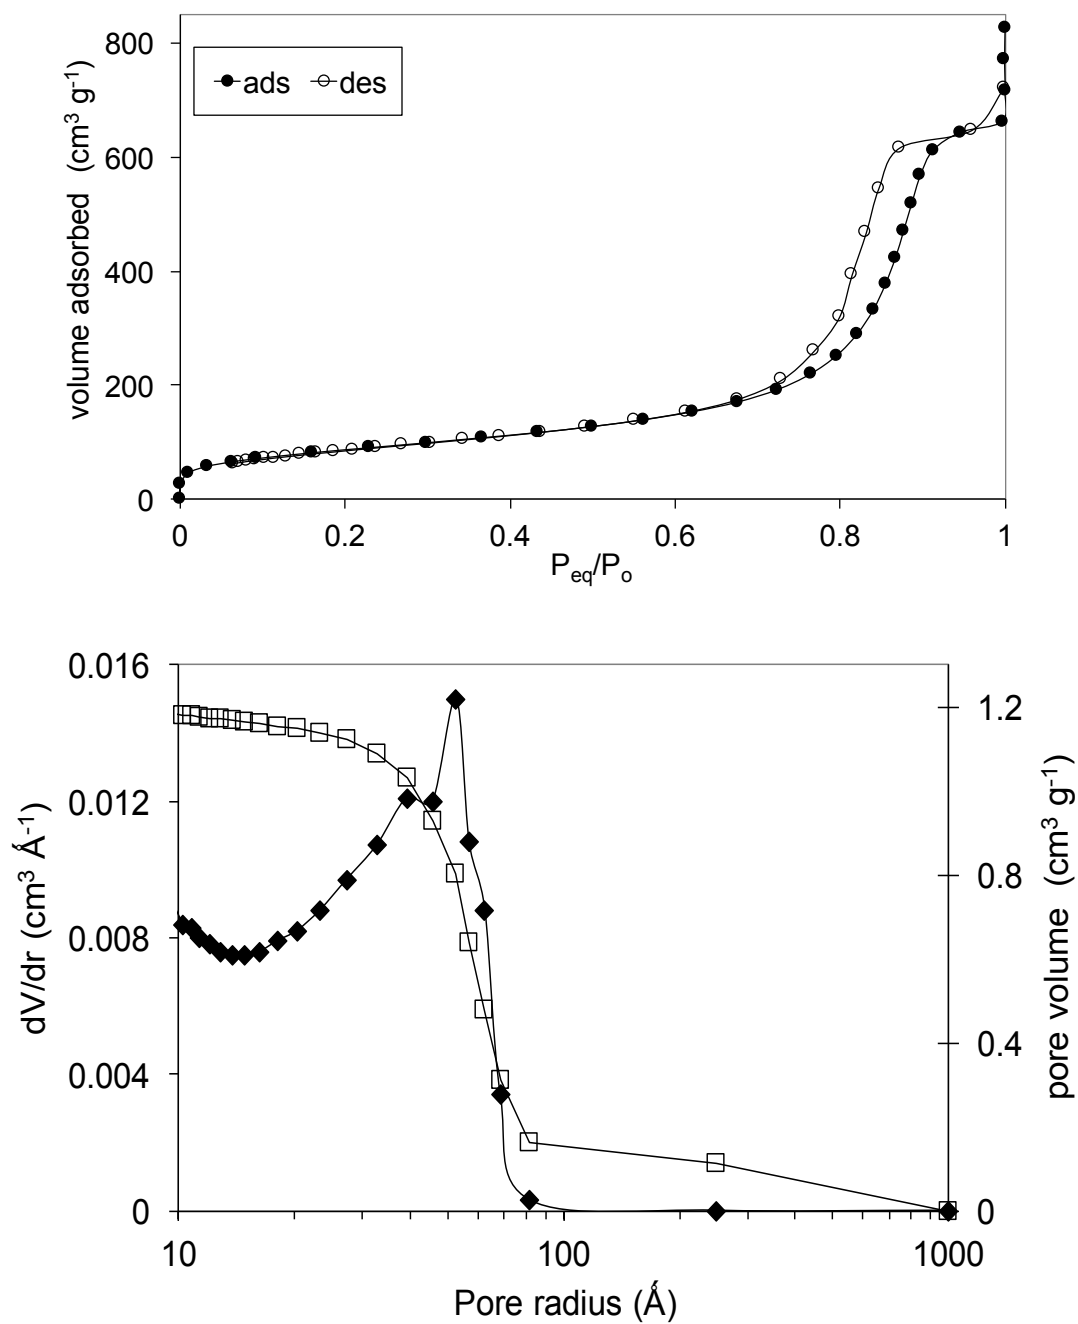 800
600
400
200
0
volume adsorbed (cm³ g⁻¹)
ads des
0 0.2 0.4 0.6 0.8 1
P_eq/P_o
0.016
0.012
0.008
0.004
0
dV/dr (cm³ Å⁻¹)
1.2
0.8
0.4
0
pore volume (cm³ g⁻¹)
10 100 1000
Pore radius (Ǻ)